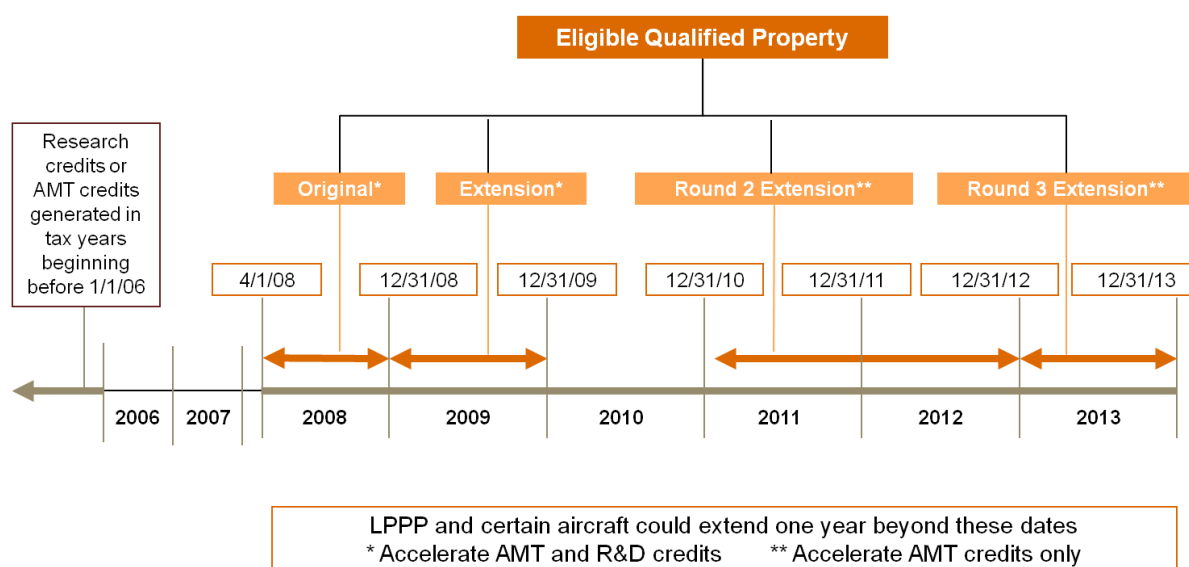 Eligible Qualified Property
Research
credits or
AMT credits
generated in
tax years
beginning
before 1/1/06
Original*
Extension*
Round 2 Extension**
Round 3 Extension**
4/1/08
12/31/08
12/31/09
12/31/10
12/31/11
12/31/12
12/31/13
2006
2007
2008
2009
2010
2011
2012
2013
LPPP and certain aircraft could extend one year beyond these dates
* Accelerate AMT and R&D credits ** Accelerate AMT credits only